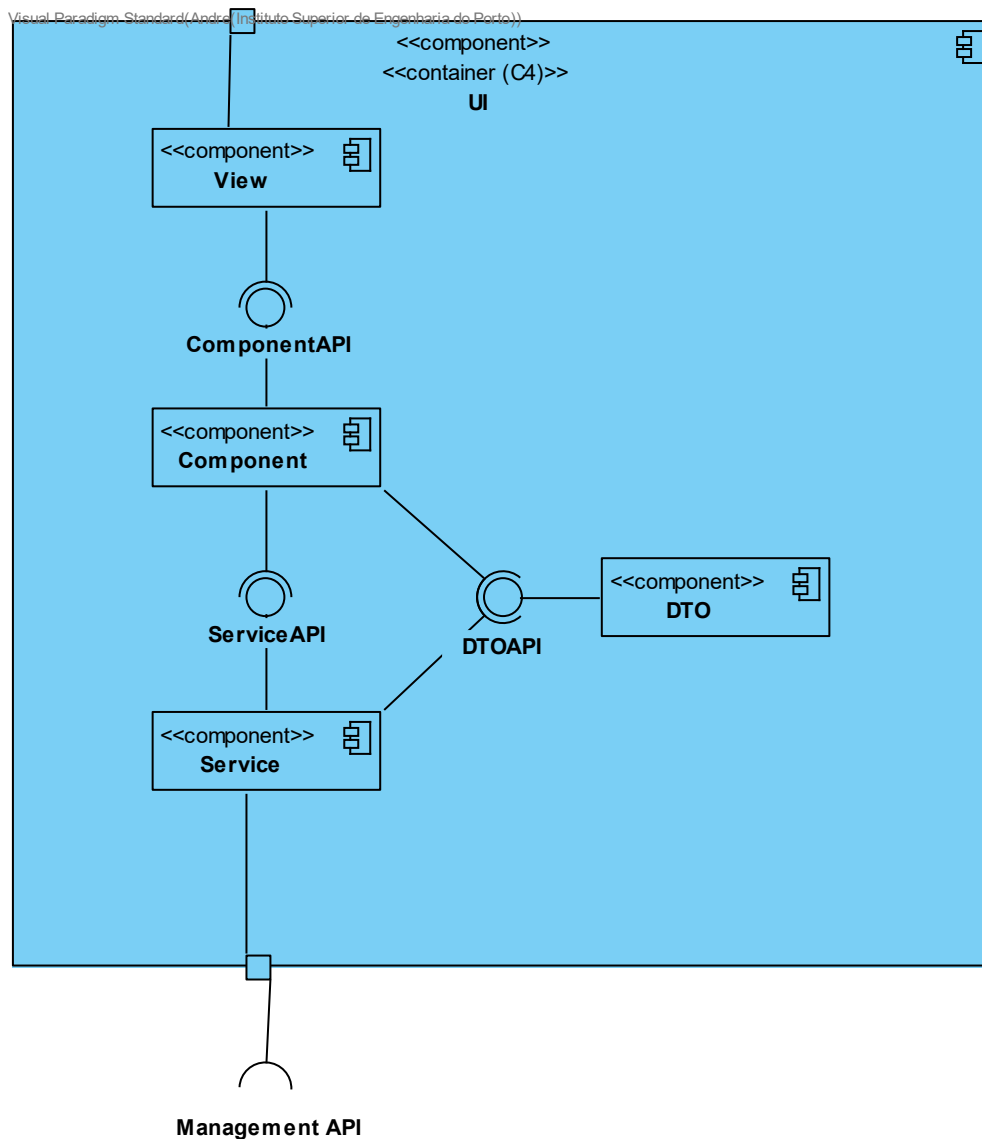 Visual Paradigm Standard(Andre(Instituto Superior de Engenharia do Porto))
<<component>>
<<container (C4)>>
UI
<<component>>
View
ComponentAPI
<<component>>
Component
<<component>>
DTO
ServiceAPI
DTOAPI
<<component>>
Service
Management API